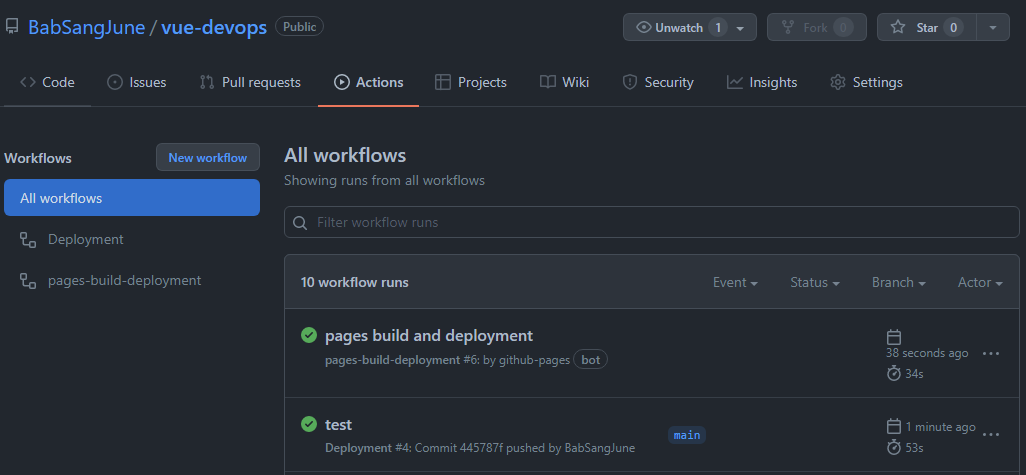 BabSangJune / vue-devops Public
Unwatch 1 Fork 0 Star 0
Code Issues Pull requests Actions Projects Wiki Security Insights Settings
Workflows New workflow
All workflows
Deployment
pages-build-deployment
All workflows
Showing runs from all workflows
Filter workflow runs
10 workflow runs Event Status Branch Actor
pages build and deployment
pages-build-deployment #6: by github-pages bot
38 seconds ago
34s
test
Deployment #4: Commit 445787f pushed by BabSangJune
main
1 minute ago
53s